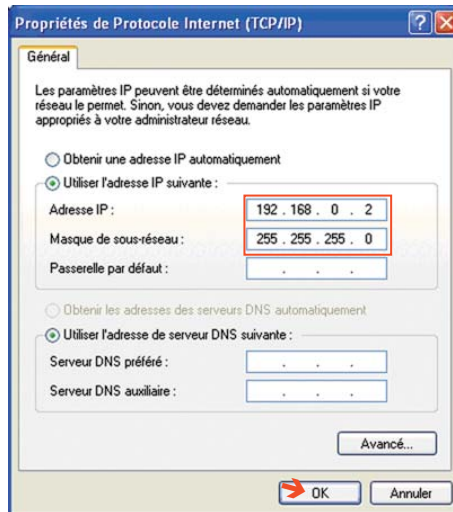 Propriétés de Protocole Internet (TCP/IP)
Général
Les paramètres IP peuvent être déterminés automatiquement si votre
réseau le permet. Sinon, vous devez demander les paramètres IP
appropriés à votre administrateur réseau.
Obtenir une adresse IP automatiquement
Utiliser l'adresse IP suivante :
Adresse IP : 192 . 168 . 0 . 2
Masque de sous-réseau : 255 . 255 . 255 . 0
Passerelle par défaut : . . .
Obtenir les adresses des serveurs DNS automatiquement
Utiliser l'adresse de serveur DNS suivante :
Serveur DNS préféré : . . .
Serveur DNS auxiliaire : . . .
Avancé...
OK Annuler